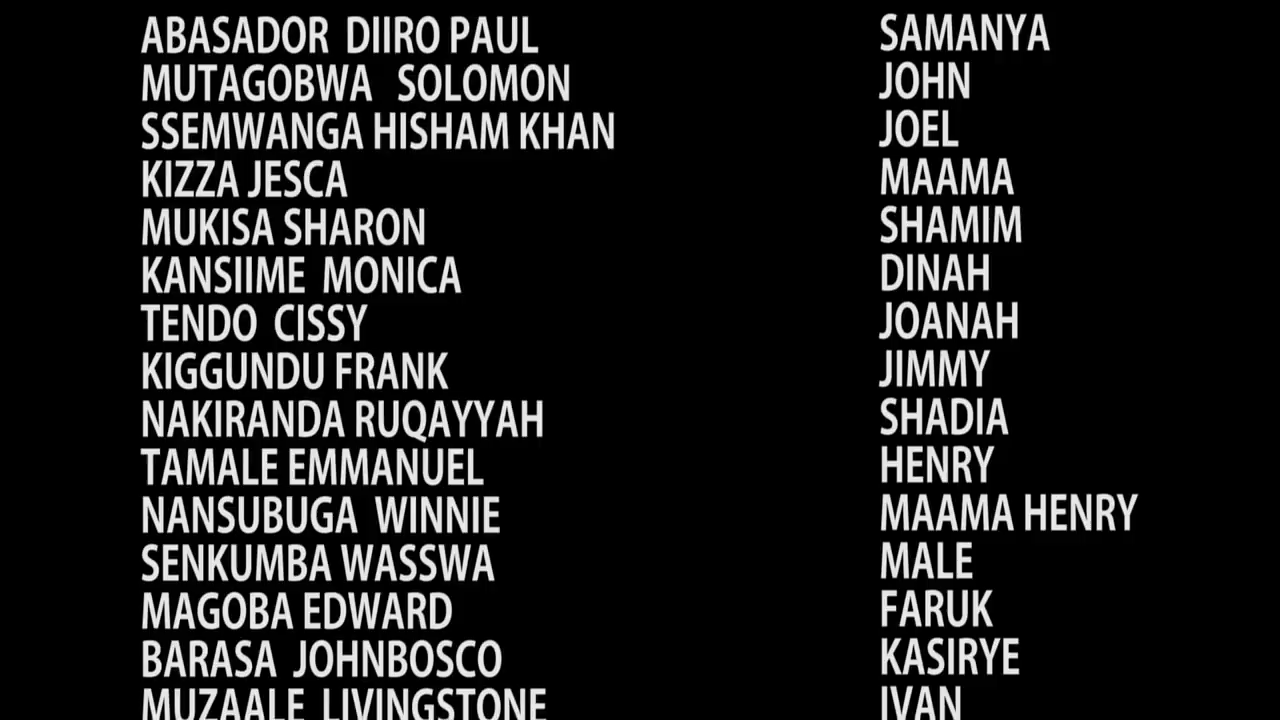 ABASADOR DIIRO PAUL SAMANYA
MUTAGOBWA SOLOMON JOHN
SSEMWANGA HISHAM KHAN JOEL
KIZZA JESCA MAAMA
MUKISA SHARON SHAMIM
KANSIIME MONICA DINAH
TENDO CISSY JOANAH
KIGGUNDU FRANK JIMMY
NAKIRANDA RUQAYYAH SHADIA
TAMALE EMMANUEL HENRY
NANSUBUGA WINNIE MAAMA HENRY
SENKUMBA WASSWA MALE
MAGOBA EDWARD FARUK
BARASA JOHNBOSCO KASIRYE
MUZAALE LIVINGSTONE IVAN